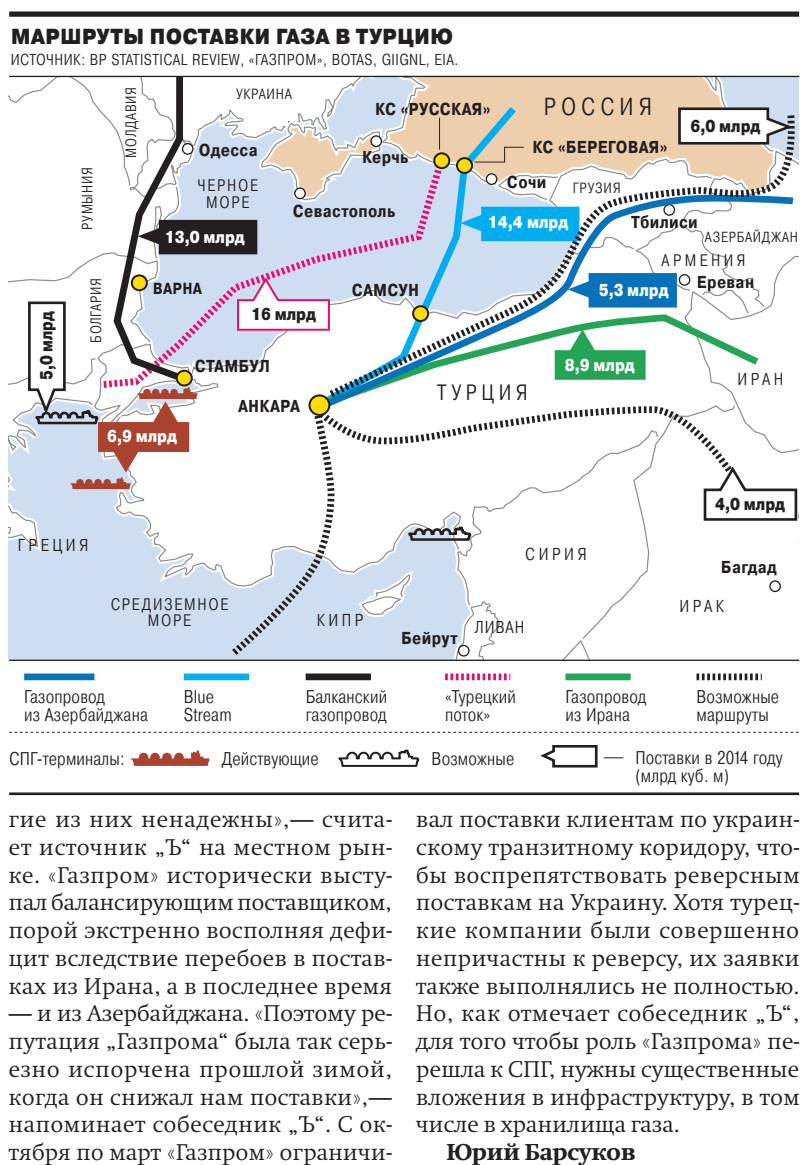 МАРШРУТЫ ПОСТАВКИ ГАЗА В ТУРЦИЮ
ИСТОЧНИК: BP STATISTICAL REVIEW, «ГАЗПРОМ», BOTAS, GIIGNL, EIA.
МОЛДАВИЯ
УКРАИНА
КС «РУССКАЯ»
РОССИЯ
6,0 млрд
Одесса
Керчь
КС «БЕРЕГОВАЯ»
РУМЫНИЯ
ЧЕРНОЕ
МОРЕ
Севастополь
Сочи
ГРУЗИЯ
13,0 млрд
14,4 млрд
Тбилиси
АЗЕРБАЙДЖАН
АРМЕНИЯ
БОЛГАРИЯ
ВАРНА
САМСУН
5,3 млрд
Ереван
16 млрд
5,0 млрд
СТАМБУЛ
8,9 млрд
ИРАН
АНКАРА
ТУРЦИЯ
6,9 млрд
4,0 млрд
ГРЕЦИЯ
СИРИЯ
Багдад
СРЕДИЗЕМНОЕ
МОРЕ
КИПР
ИРАК
Бейрут
ЛИВАН
Газопровод
из Азербайджана
Blue
Stream
Балканский
газопровод
«Турецкий
поток»
Газопровод
из Ирана
Возможные
маршруты
СПГ-терминалы:
Действующие
Возможные
— Поставки в 2014 году
(млрд куб. м)
гие из них ненадежны»,— счита-
ет источник „Ъ“ на местном рын-
ке. «Газпром» исторически высту-
пал балансирующим поставщиком,
порой экстренно восполняя дефи-
цит вследствие перебоев в постав-
ках из Ирана, а в последнее время
— и из Азербайджана. «Поэтому ре-
путация „Газпрома“ была так серь-
езно испорчена прошлой зимой,
когда он снижал нам поставки»,—
напоминает собеседник „Ъ“. С ок-
тября по март «Газпром» ограничи-
вал поставки клиентам по украин-
скому транзитному коридору, что-
бы воспрепятствовать реверсным
поставкам на Украину. Хотя турец-
кие компании были совершенно
непричастны к реверсу, их заявки
также выполнялись не полностью.
Но, как отмечает собеседник „Ъ“,
для того чтобы роль «Газпрома» пе-
решла к СПГ, нужны существенные
вложения в инфраструктуру, в том
числе в хранилища газа.
Юрий Барсуков